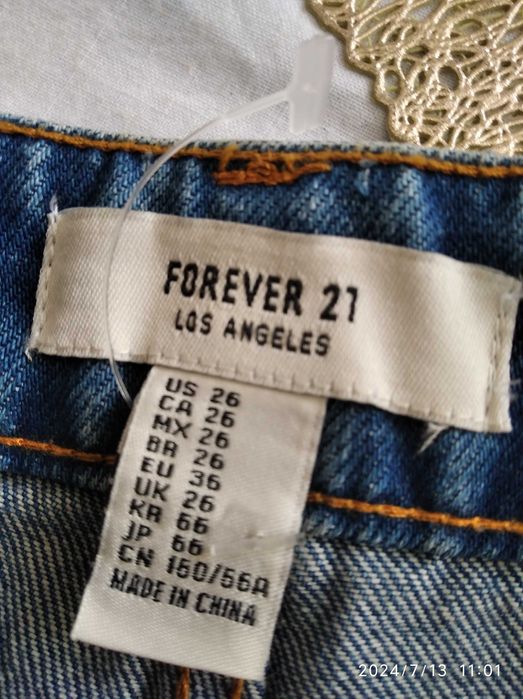 FOREVER 21
LOS ANGELES
US 26
CA 26
MX 26
BR 26
EU 36
UK 26
KR 66
JP 66
CN 160/56A
MADE IN CHINA
2024/7/13 11:01